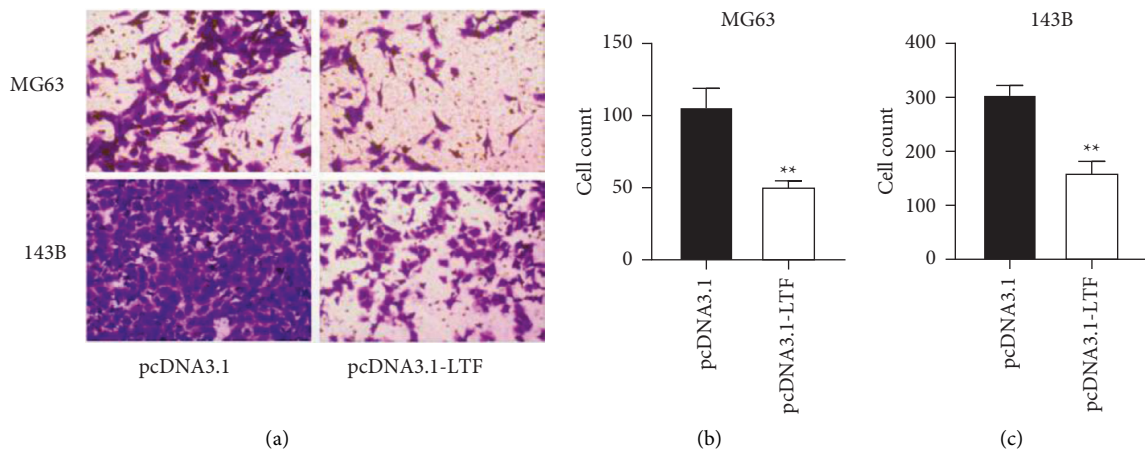 MG63
143B
pcDNA3.1
pcDNA3.1-LTF
(a)
MG63
Cell count
150
100
50
0
**
pcDNA3.1
pcDNA3.1-LTF
(b)
143B
Cell count
400
300
200
100
0
**
pcDNA3.1
pcDNA3.1-LTF
(c)